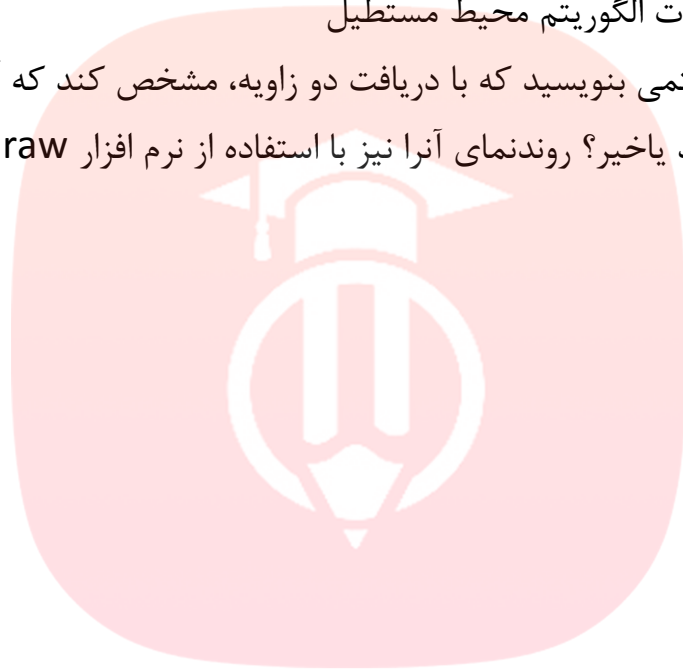 ت الگوریتم محیط مستطیل
تمی بنویسید که با دریافت دو زاویه، مشخص کند که
یاخیر؟ روندنمای آنرا نیز با استفاده از نرم افزار raw